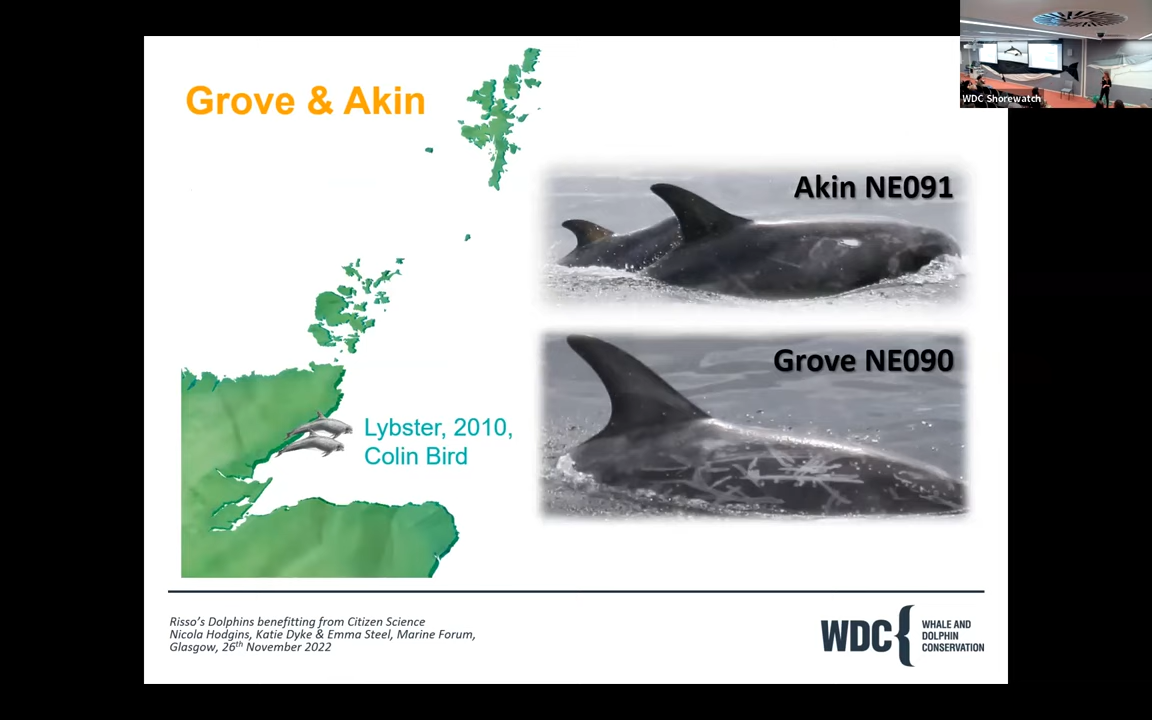 WDC Shorewatch
Grove & Akin
Akin NE091
Grove NE090
Lybster, 2010,
Colin Bird
Risso's Dolphins benefitting from Citizen Science
Nicola Hodgins, Katie Dyke & Emma Steel, Marine Forum,
Glasgow, 26th November 2022
WDC
WHALE AND
DOLPHIN
CONSERVATION